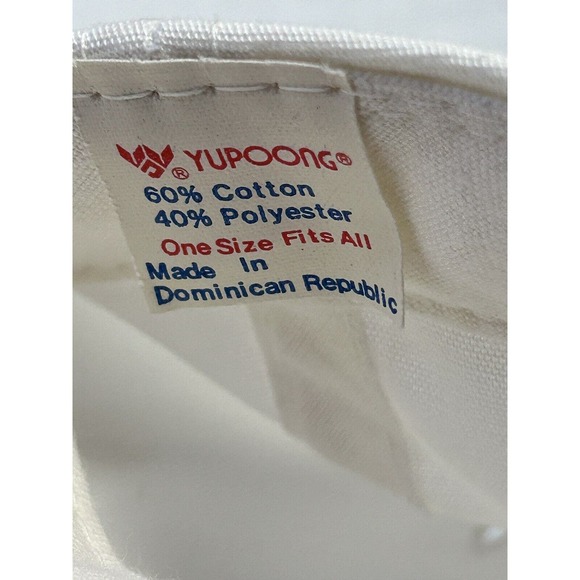 YUPOONG®
®
60% Cotton
40% Polyester
One Size Fits All
Made In
Dominican Republic